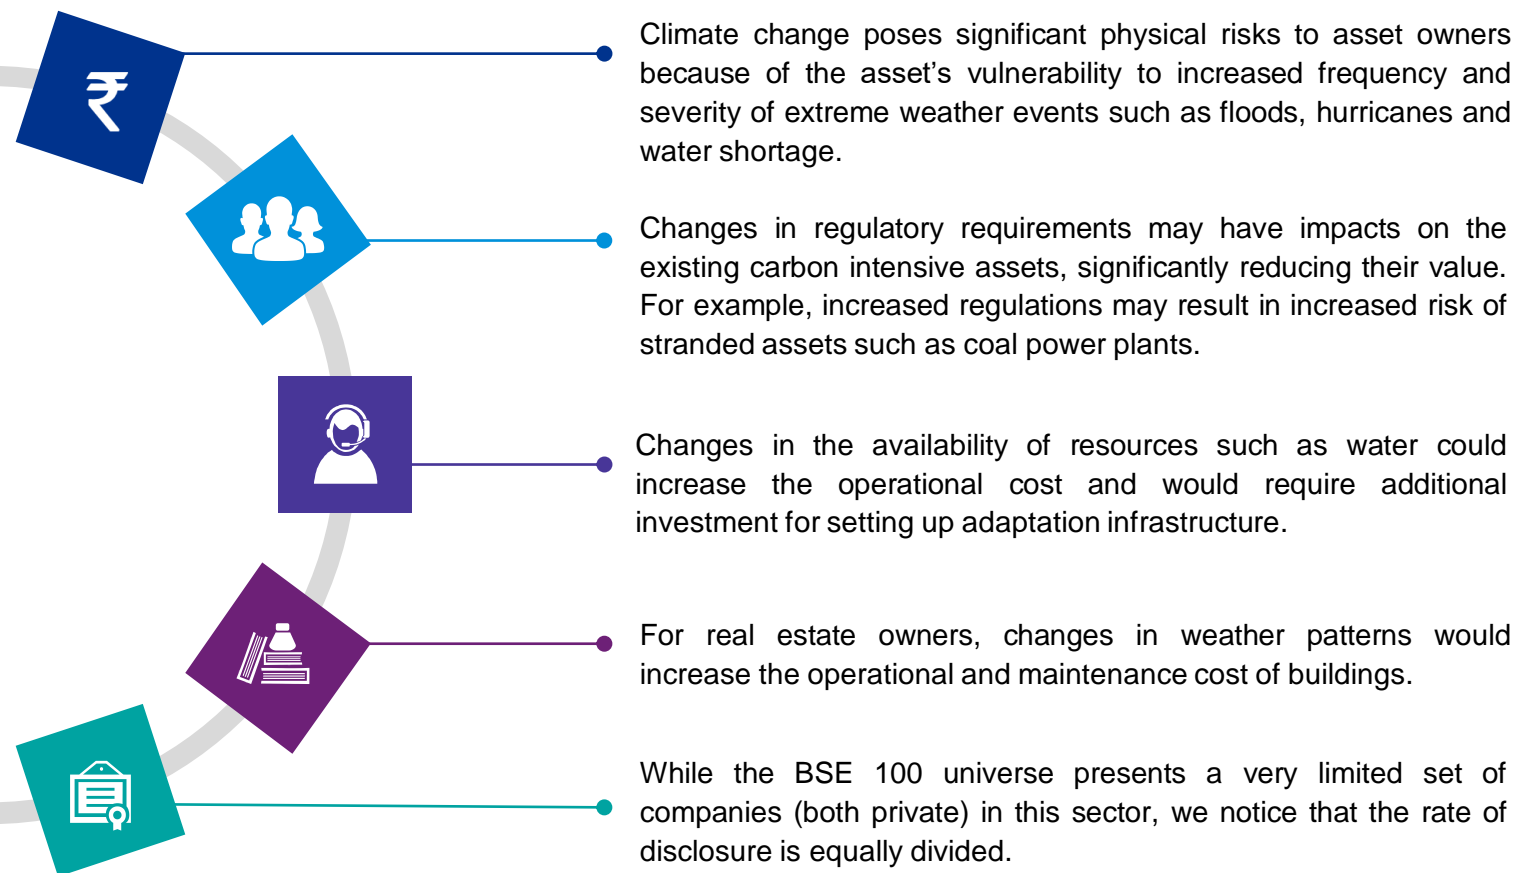 ₹
Climate change poses significant physical risks to asset owners
because of the asset's vulnerability to increased frequency and
severity of extreme weather events such as floods, hurricanes and
water shortage.
Changes in regulatory requirements may have impacts on the
existing carbon intensive assets, significantly reducing their value.
For example, increased regulations may result in increased risk of
stranded assets such as coal power plants.
Changes in the availability of resources such as water could
increase the operational cost and would require additional
investment for setting up adaptation infrastructure.
For real estate owners, changes in weather patterns would
increase the operational and maintenance cost of buildings.
While the BSE 100 universe presents a very limited set of
companies (both private) in this sector, we notice that the rate of
disclosure is equally divided.